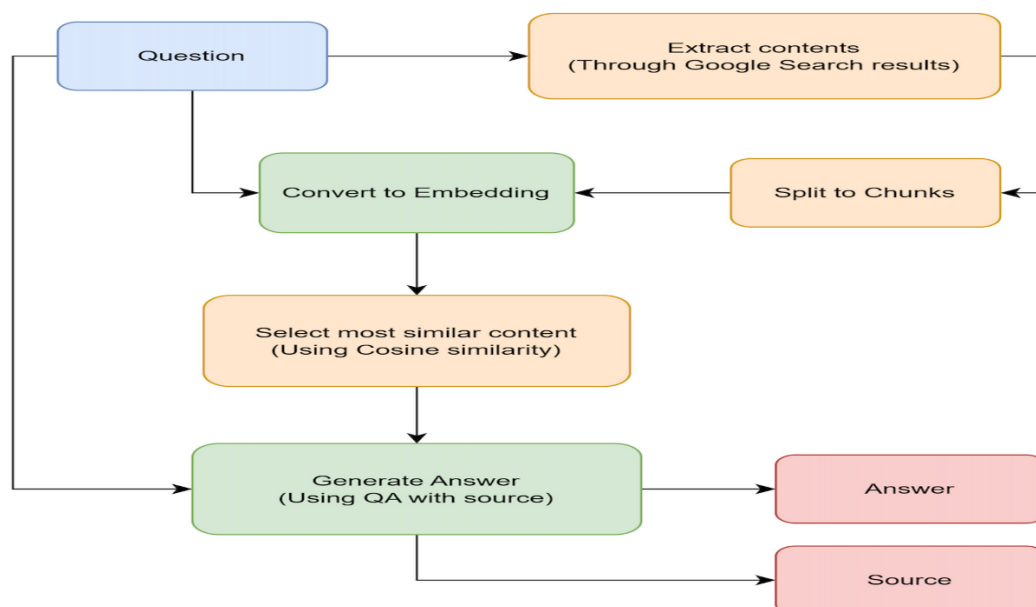 Question
Extract contents
(Through Google Search results)
Convert to Embedding
Split to Chunks
Select most similar content
(Using Cosine similarity)
Generate Answer
(Using QA with source)
Answer
Source